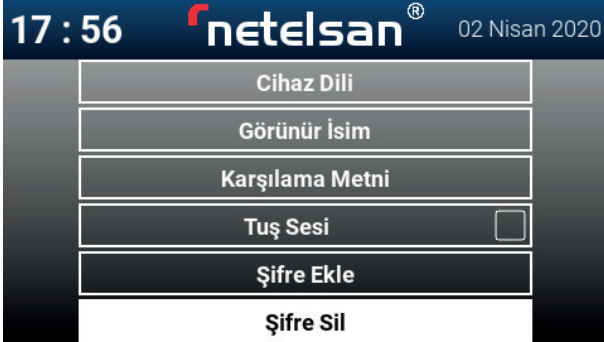 17 : 56 netelsan® 02 Nisan 2020
Cihaz Dili
Görünür İsim
Karşılama Metni
Tuş Sesi
Şifre Ekle
Şifre Sil